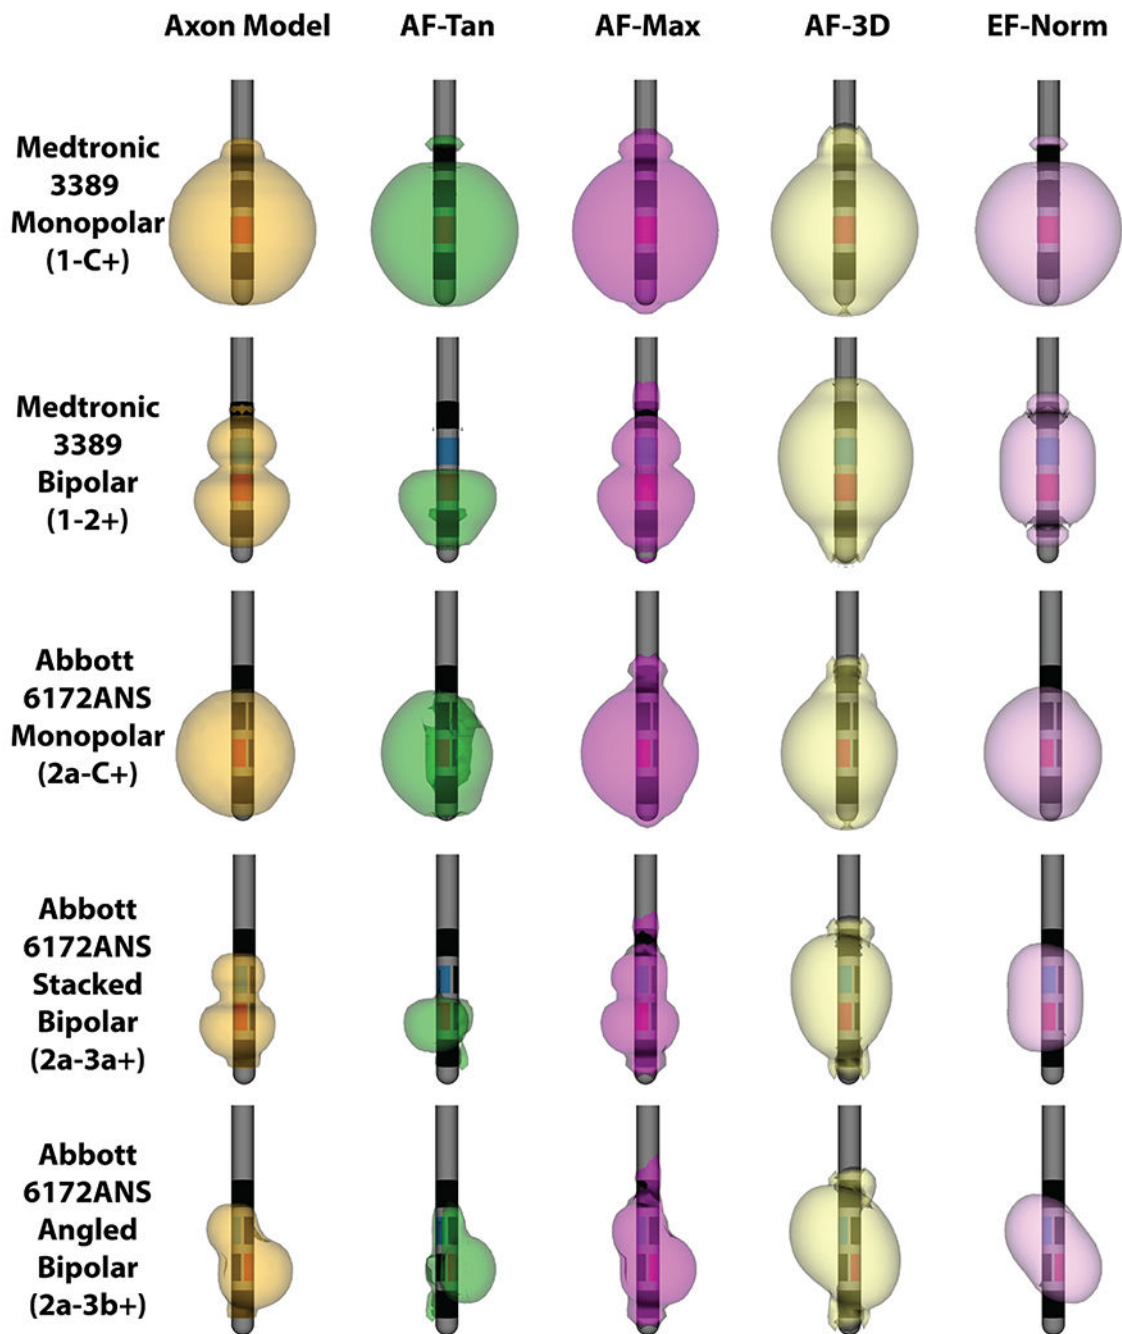 Axon Model AF-Tan AF-Max AF-3D EF-Norm
Medtronic
3389
Monopolar
(1-C+)
Medtronic
3389
Bipolar
(1-2+)
Abbott
6172ANS
Monopolar
(2a-C+)
Abbott
6172ANS
Stacked
Bipolar
(2a-3a+)
Abbott
6172ANS
Angled
Bipolar
(2a-3b+)